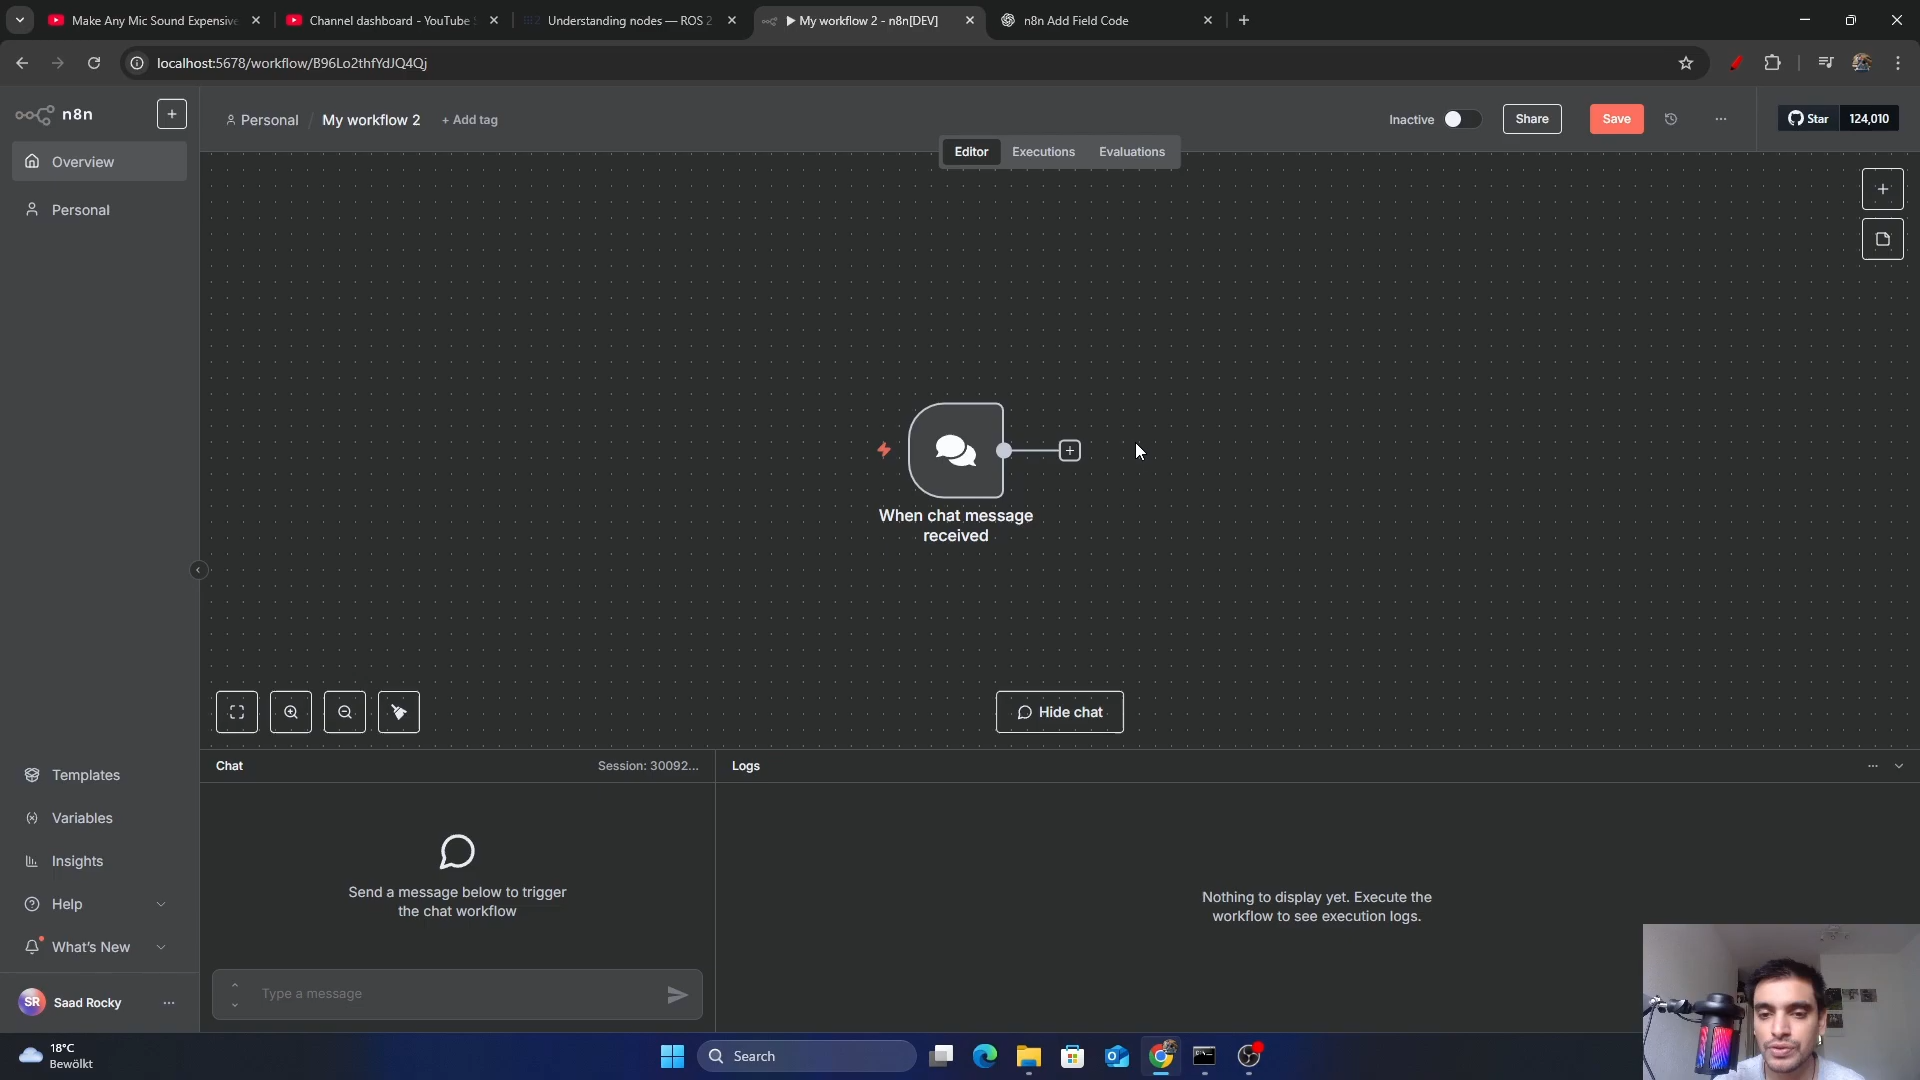 Make Any Mic Sound Expensive
Channel dashboard - YouTube
Understanding nodes — ROS 2
My workflow 2 - n8n[DEV]
n8n Add Field Code
localhost:5678/workflow/B96Lo2thfYdJQ4Qj
n8n
Personal / My workflow 2 + Add tag
Inactive
Share
Save
Star 124,010
Editor Executions Evaluations
Overview
Personal
When chat message
received
Hide chat
Templates
Variables
Insights
Help
What's New
SR Saad Rocky
Chat
Session: 30092...
Logs
Send a message below to trigger
the chat workflow
Type a message
Nothing to display yet. Execute the
workflow to see execution logs.
18°C
Bewölkt
Search